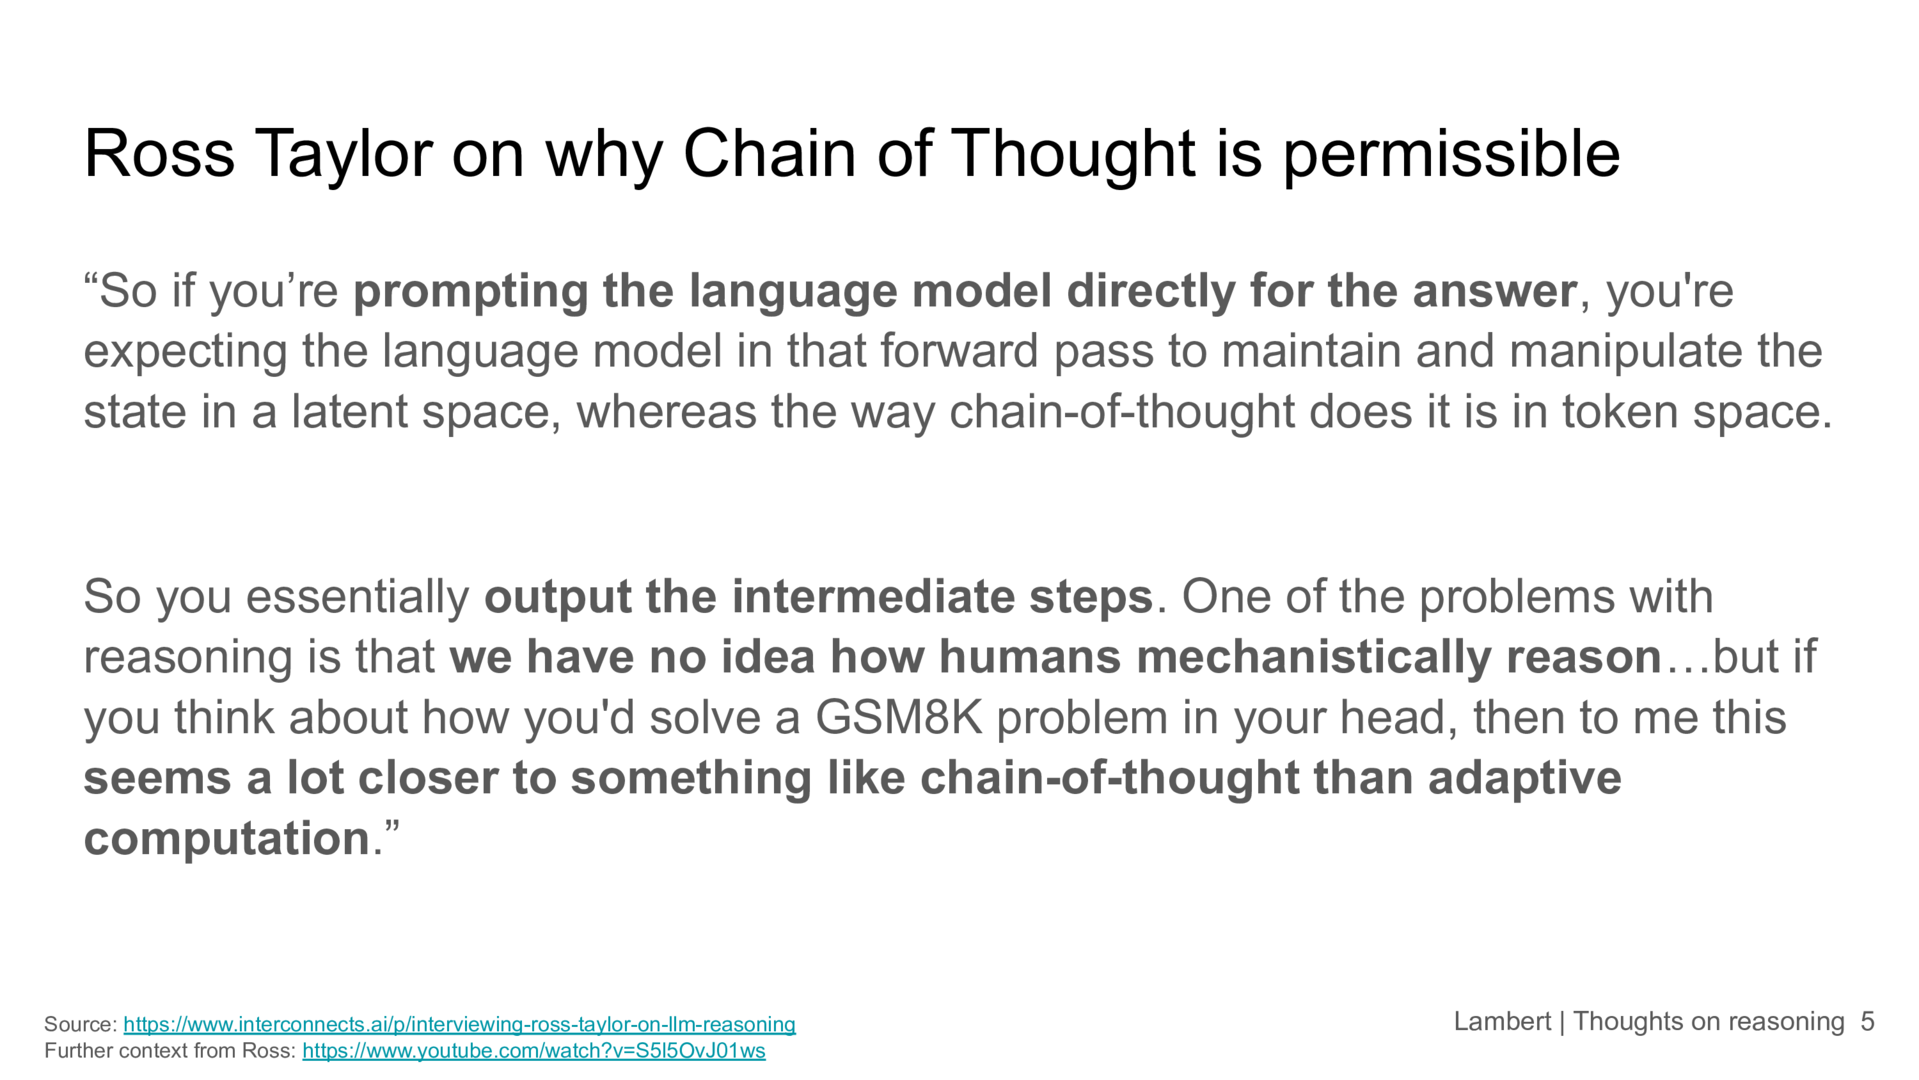 Ross Taylor on why Chain of Thought is permissible
“So if you’re prompting the language model directly for the answer, you're
expecting the language model in that forward pass to maintain and manipulate the
state in a latent space, whereas the way chain-of-thought does it is in token space.
So you essentially output the intermediate steps. One of the problems with
reasoning is that we have no idea how humans mechanistically reason…but if
you think about how you'd solve a GSM8K problem in your head, then to me this
seems a lot closer to something like chain-of-thought than adaptive
computation.”
Source: https://www.interconnects.ai/p/interviewing-ross-taylor-on-llm-reasoning
Further context from Ross: https://www.youtube.com/watch?v=S5l5OvJ01ws
Lambert | Thoughts on reasoning 5